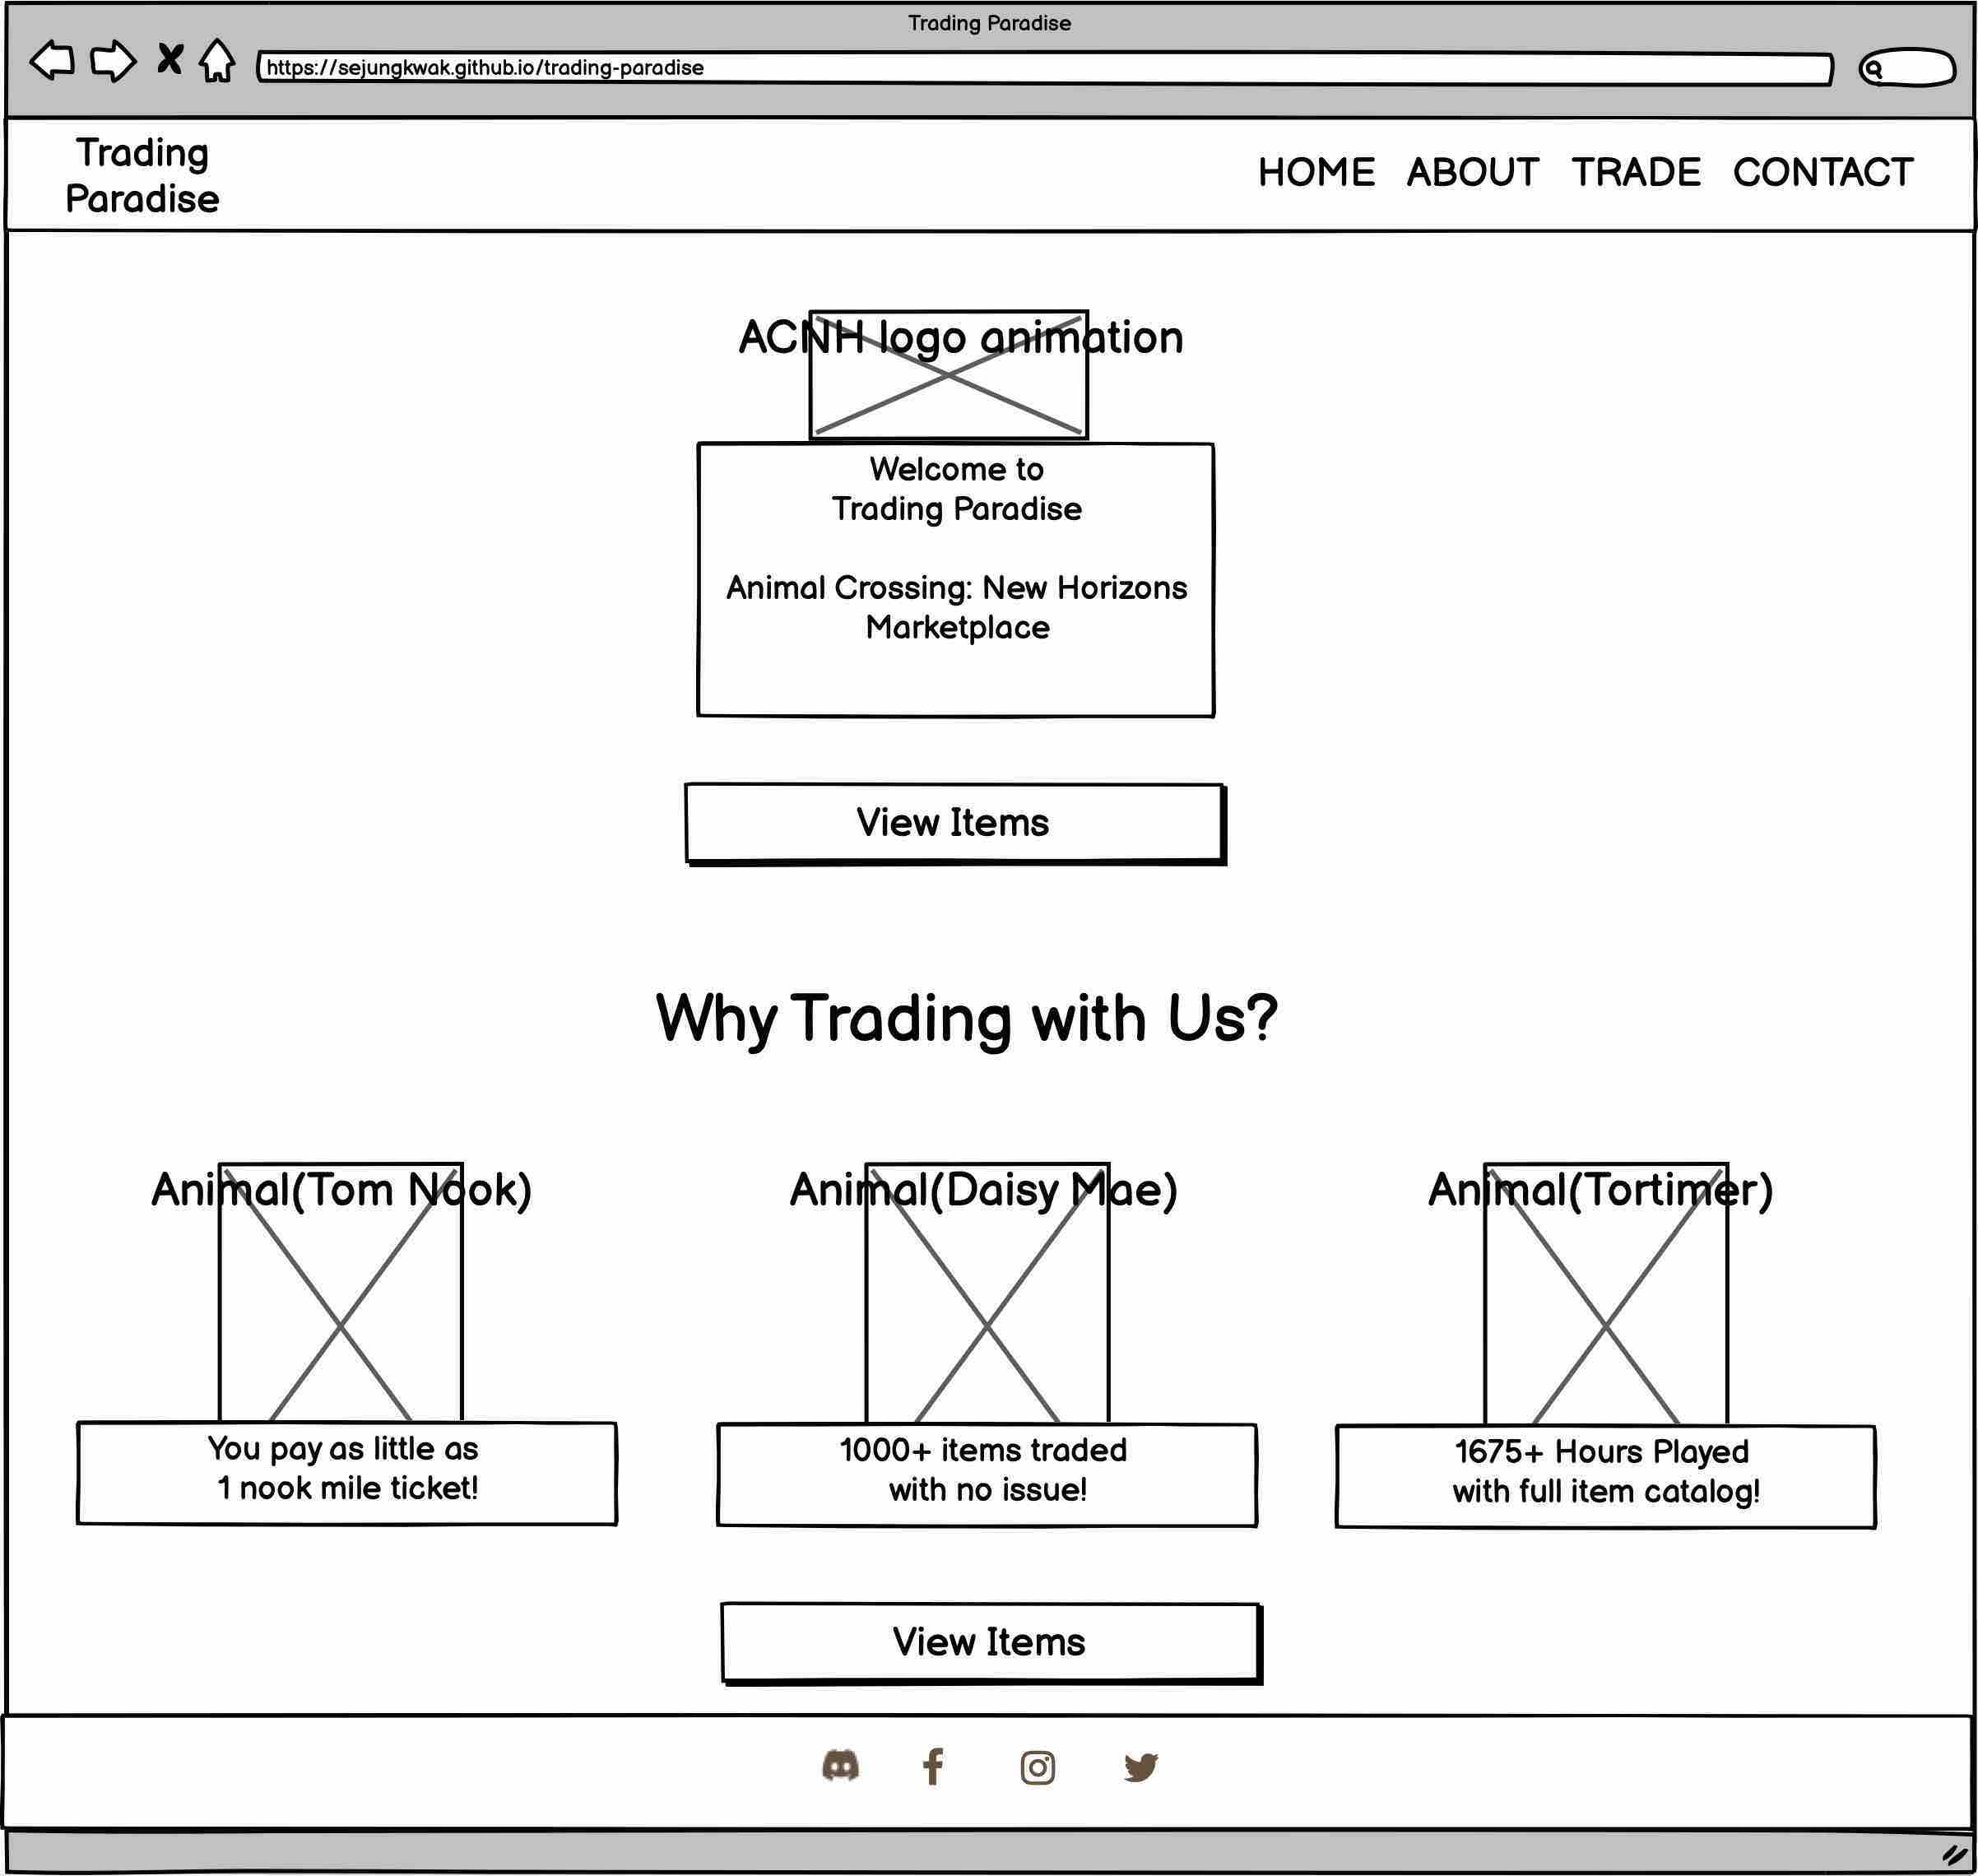 Trading Paradise
https://sejungkwak.github.io/trading-paradise
Trading
Paradise
HOME ABOUT TRADE CONTACT
ACNH logo animation
Welcome to
Trading Paradise
Animal Crossing: New Horizons
Marketplace
View Items
Why Trading with Us?
Animal(Tom Nook)
You pay as little as
1 nook mile ticket!
Animal(Daisy Mae)
1000+ items traded
with no issue!
Animal(Tortimer)
1675+ Hours Played
with full item catalog!
View Items